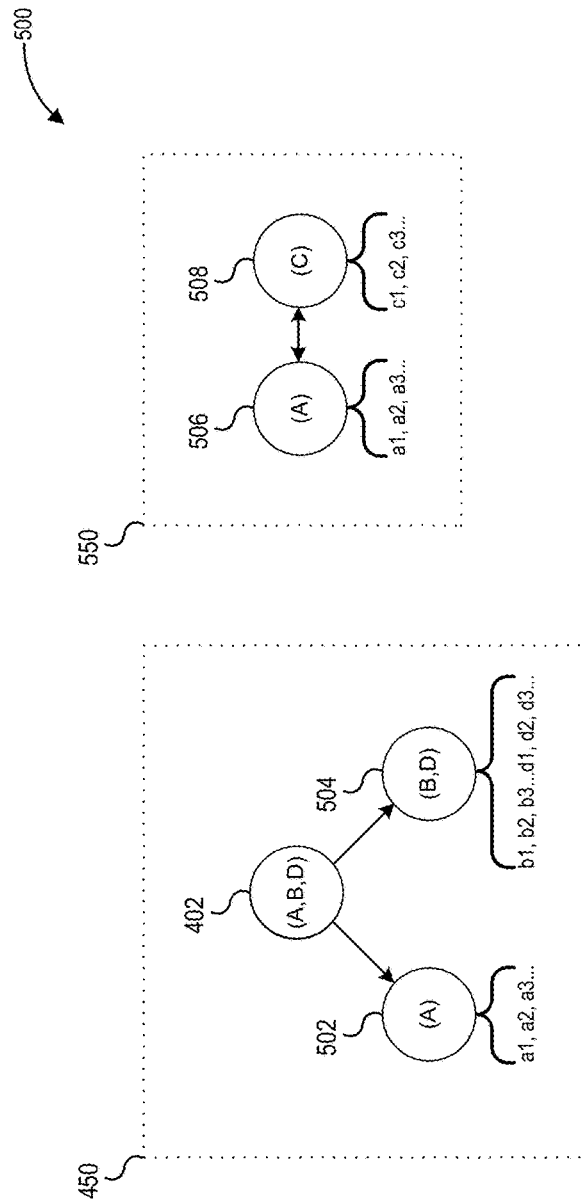 500
450
402
(A,B,D)
502
(A)
504
(B,D)
a1, a2, a3...
b1, b2, b3...d1, d2, d3...
550
506
(A)
508
(C)
a1, a2, a3...
c1, c2, c3...